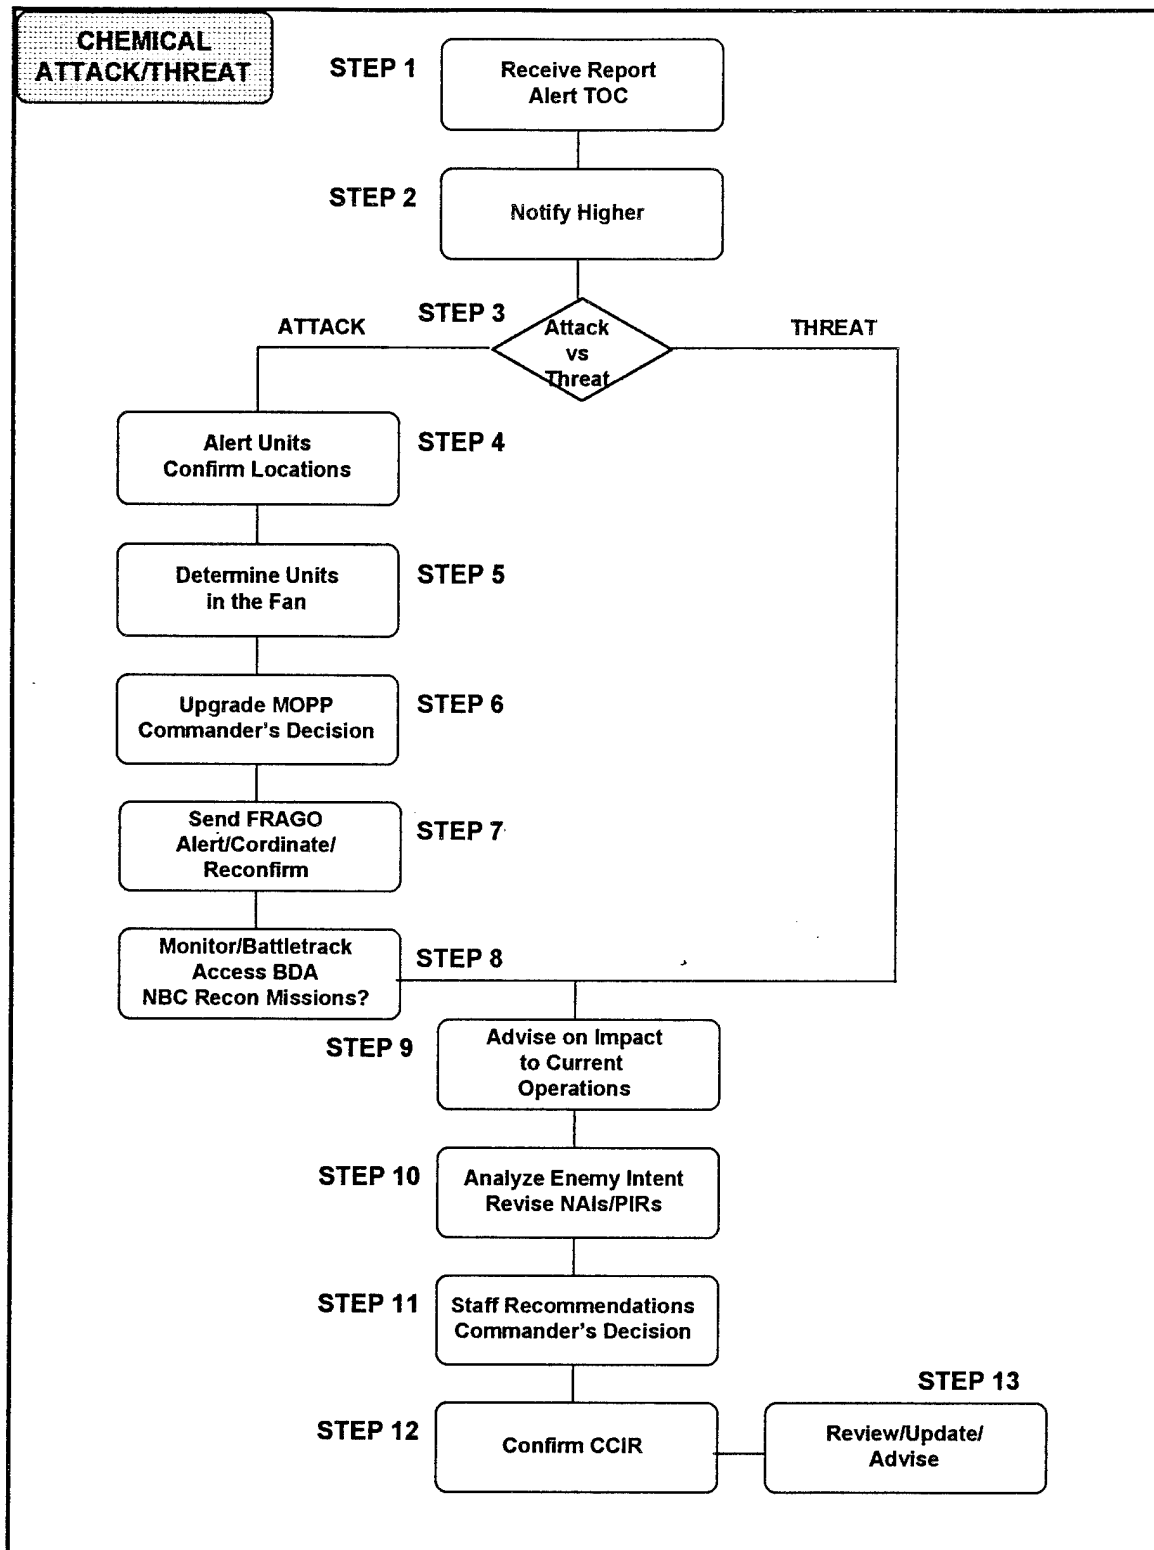 CHEMICAL
ATTACK/THREAT
STEP 1
Receive Report
Alert TOC
STEP 2
Notify Higher
STEP 3
Attack
vs
Threat
ATTACK
THREAT
Alert Units
Confirm Locations
STEP 4
Determine Units
in the Fan
STEP 5
Upgrade MOPP
Commander's Decision
STEP 6
Send FRAGO
Alert/Cordinate/
Reconfirm
STEP 7
Monitor/Battletrack
Access BDA
NBC Recon Missions?
STEP 8
STEP 9
Advise on Impact
to Current
Operations
STEP 10
Analyze Enemy Intent
Revise NAIs/PIRs
STEP 11
Staff Recommendations
Commander's Decision
STEP 12
Confirm CCIR
STEP 13
Review/Update/
Advise